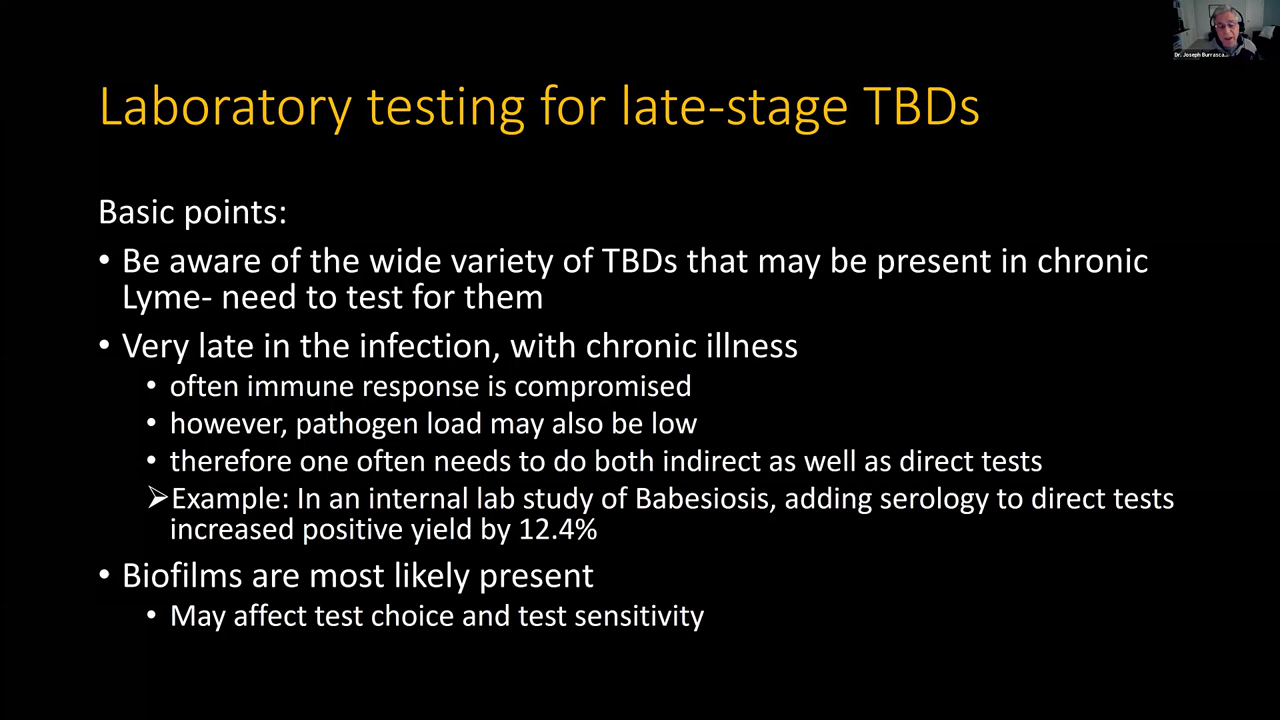 Dr. Joseph Burrasca...
Laboratory testing for late-stage TBDs
Basic points:
• Be aware of the wide variety of TBDs that may be present in chronic
Lyme- need to test for them
• Very late in the infection, with chronic illness
• often immune response is compromised
• however, pathogen load may also be low
• therefore one often needs to do both indirect as well as direct tests
➢Example: In an internal lab study of Babesiosis, adding serology to direct tests
increased positive yield by 12.4%
• Biofilms are most likely present
• May affect test choice and test sensitivity